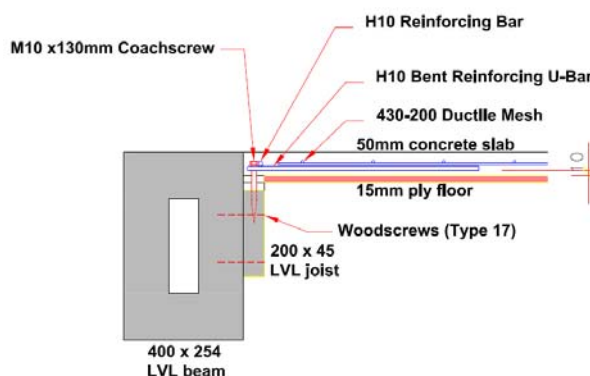 H10 Reinforcing Bar
M10 x130mm Coachscrew
H10 Bent Reinforcing U-Bar
430-200 Ductile Mesh
50mm concrete slab
10
15mm ply floor
Woodscrews (Type 17)
200 x 45
LVL joist
400 x 254
LVL beam